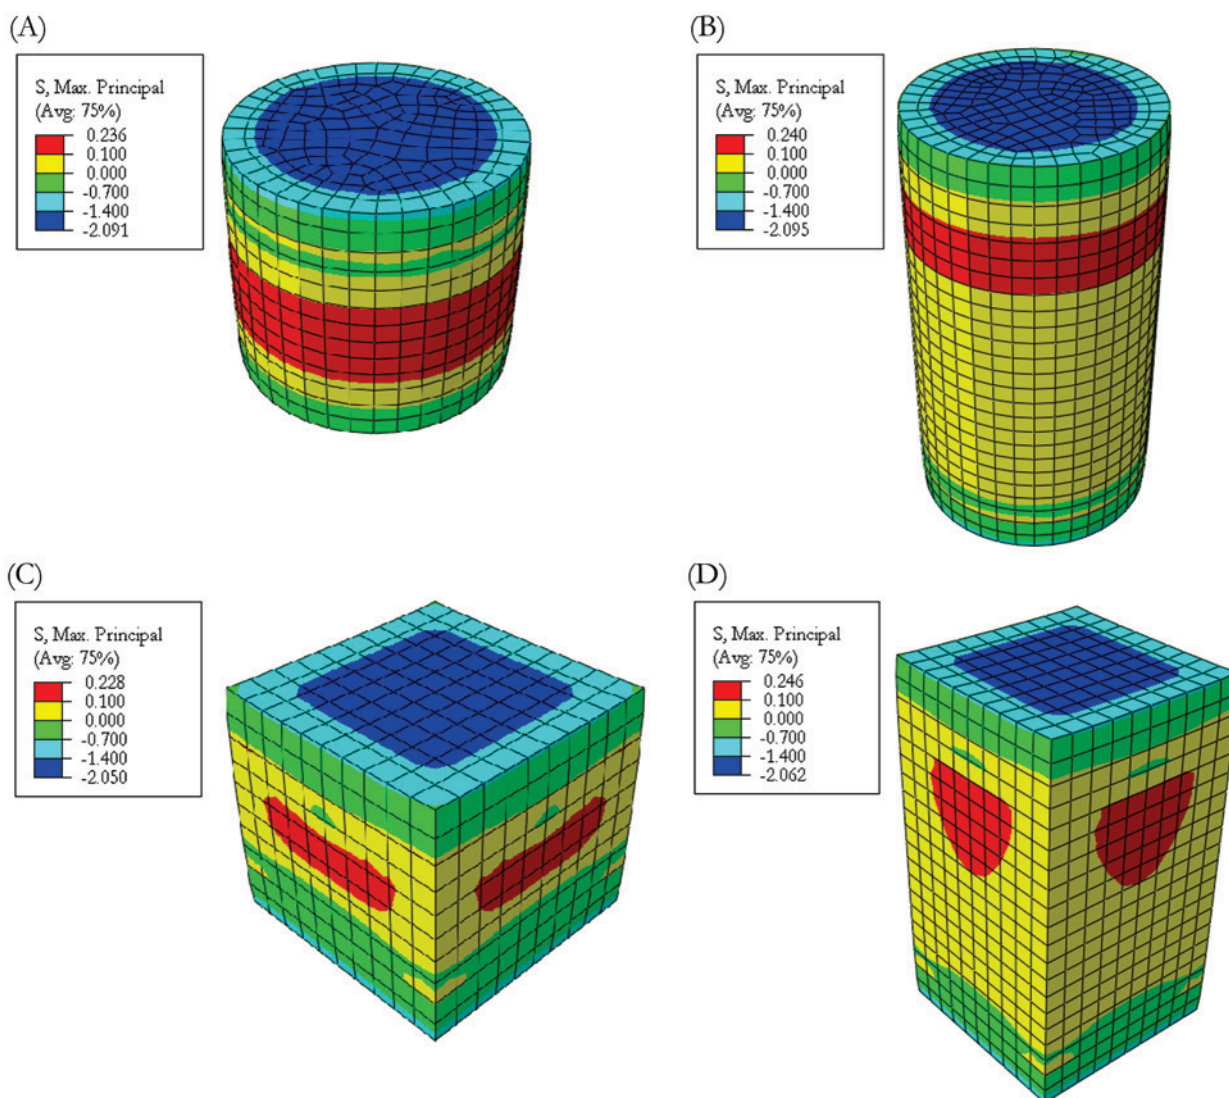 (A)
S, Max. Principal
(Avg: 75%)
0.236
0.100
0.000
-0.700
-1.400
-2.091
(B)
S, Max. Principal
(Avg: 75%)
0.240
0.100
0.000
-0.700
-1.400
-2.095
(C)
S, Max. Principal
(Avg: 75%)
0.228
0.100
0.000
-0.700
-1.400
-2.050
(D)
S, Max. Principal
(Avg: 75%)
0.246
0.100
0.000
-0.700
-1.400
-2.062